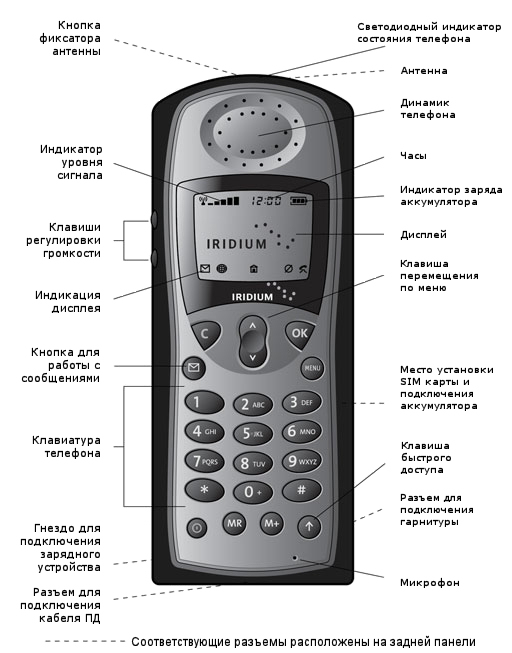 Кнопка
фиксатора
антенны
Светодиодный индикатор
состояния телефона
Антенна
Динамик
телефона
Индикатор
уровня
сигнала
Часы
Индикатор заряда
аккумулятора
12:00
Клавиши
регулировки
громкости
Дисплей
IRIDIUM
Клавиша
перемещения
по меню
Индикация
дисплея
IRIDIUM
C
OK
Кнопка для
работы с
сообщениями
MENU
Место установки
SIM карты и
подключения
аккумулятора
1
2 ABC
3 DEF
Клавиатура
телефона
4 GHI
5 JKL
6 MNO
Клавиша
быстрого
доступа
7 PQRS
8 TUV
9 WXYZ
*
0 +
#
Разъем для
подключения
гарнитуры
MR
M+
Гнездо для
подключения
зарядного
устройства
Микрофон
Разъем для
подключения
кабеля ПД
Соответствующие разъемы расположены на задней панели